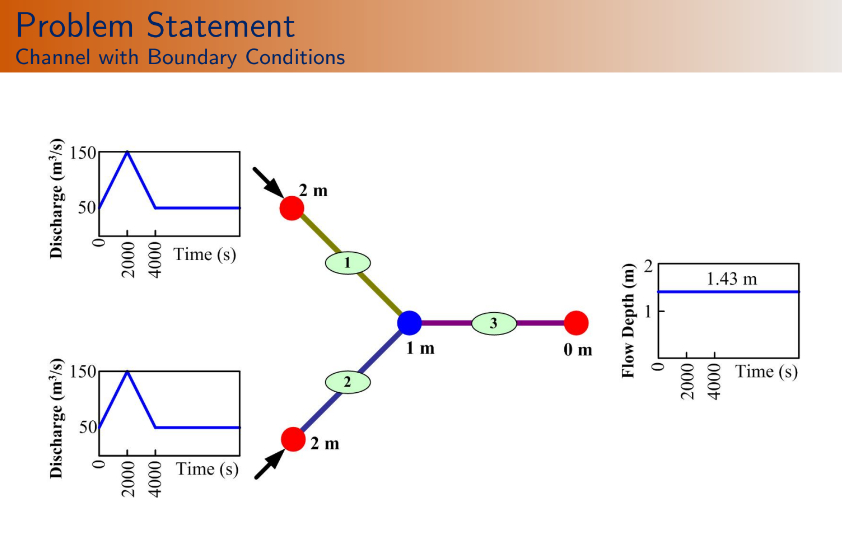 Problem Statement
Channel with Boundary Conditions
Discharge (m³/s)
150
50
0
2000
4000
Time (s)
2 m
1
2
3
1 m
0 m
2 m
Discharge (m³/s)
150
50
0
2000
4000
Time (s)
Flow Depth (m)
2
1
1.43 m
0
2000
4000
Time (s)